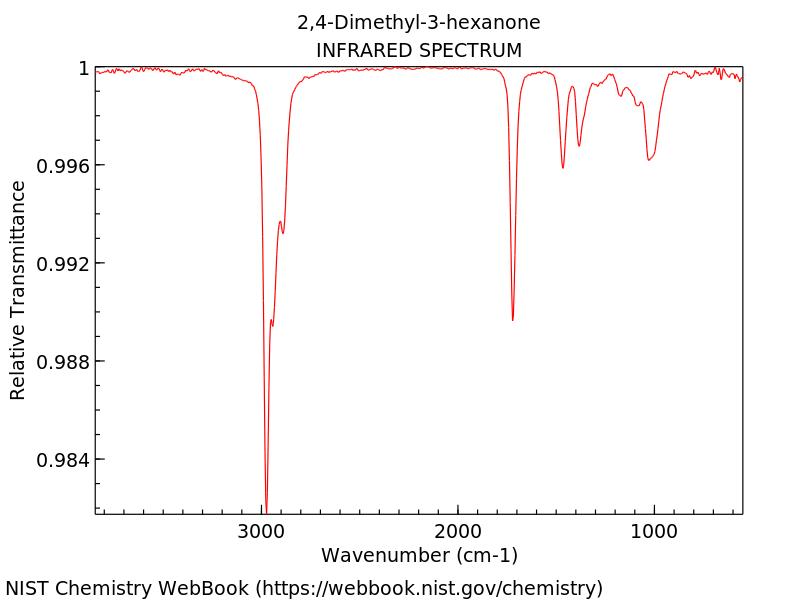 2,4-Dimethyl-3-hexanone
INFRARED SPECTRUM
1
0.996
0.992
0.988
0.984
Relative Transmittance
3000 2000 1000
Wavenumber (cm-1)
NIST Chemistry WebBook (https://webbook.nist.gov/chemistry)